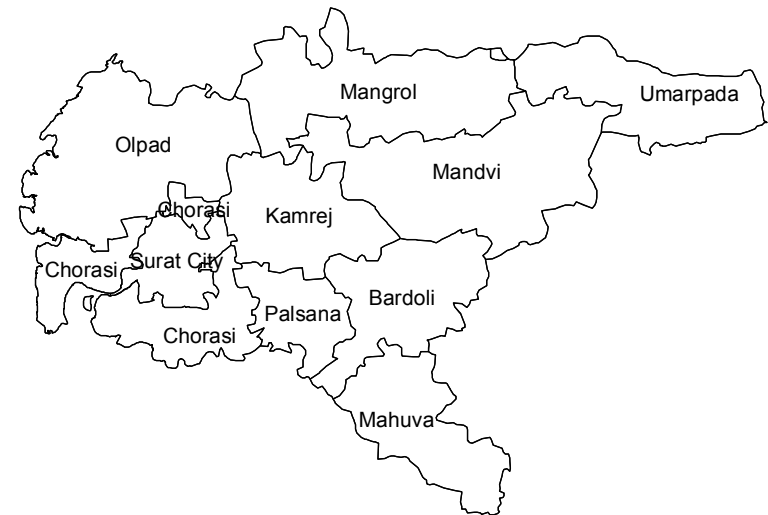 Mangrol
Umarpada
Olpad
Mandvi
Chorasi
Kamrej
Surat City
Chorasi
Bardoli
Palsana
Chorasi
Mahuva